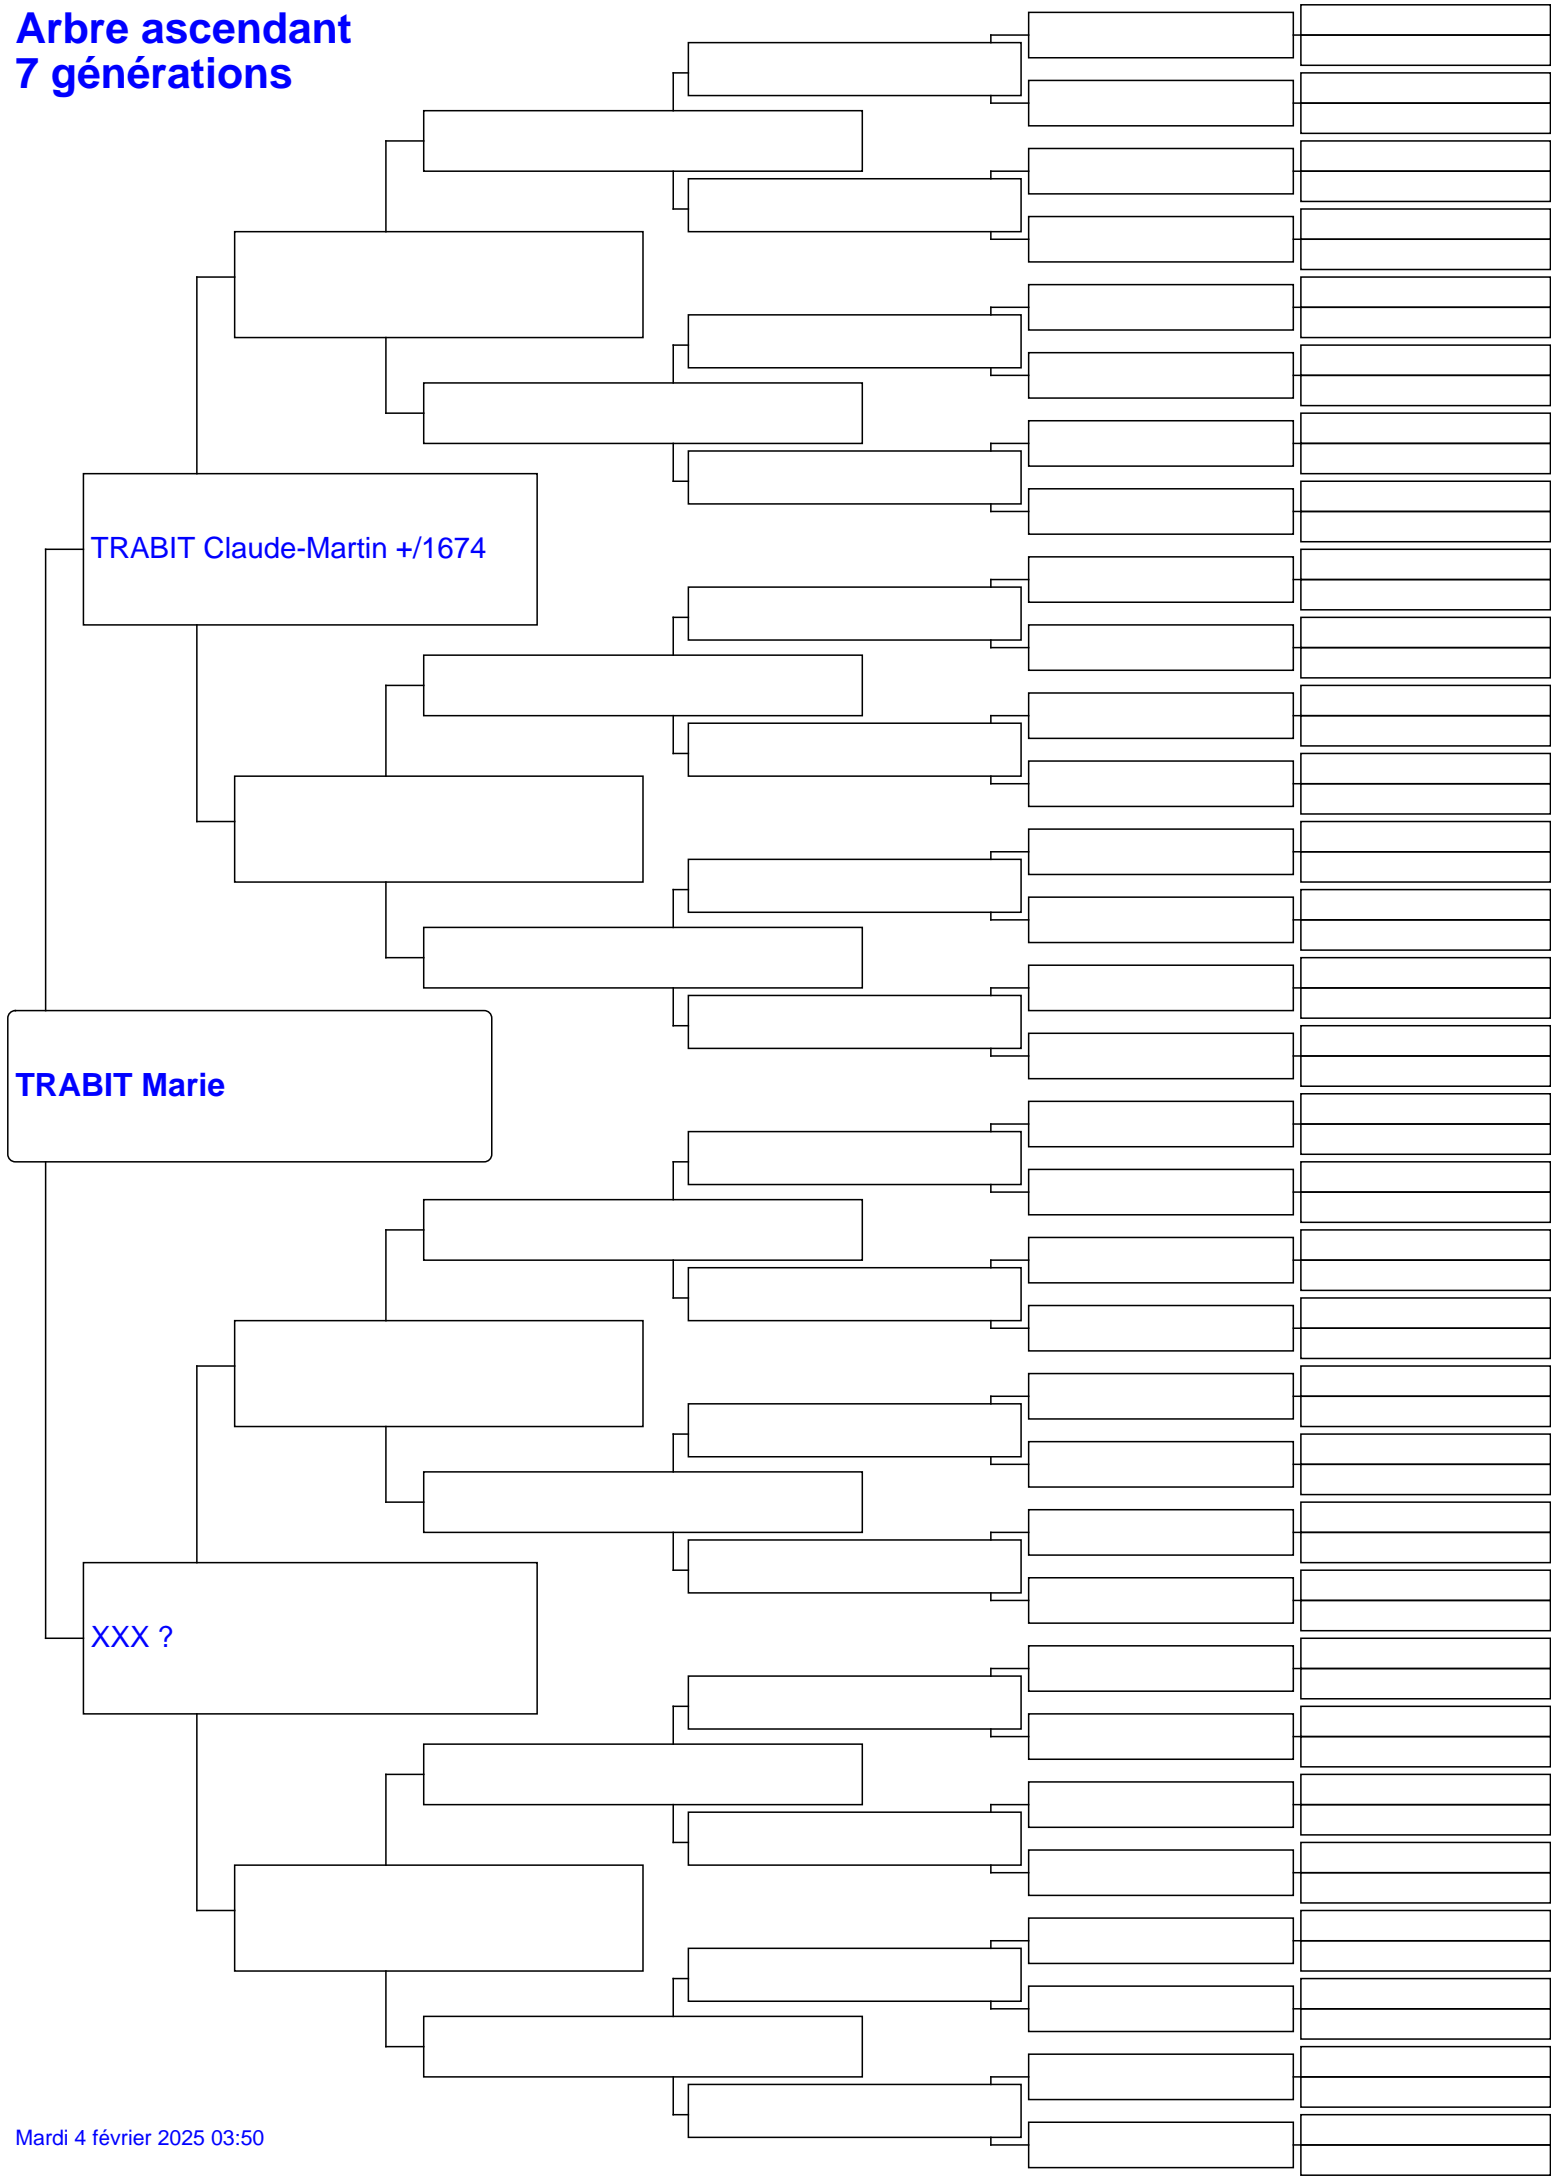 Arbre ascendant
7 générations
TRABIT Claude-Martin +/1674
TRABIT Marie
XXX ?
Mardi 4 février 2025 03:50